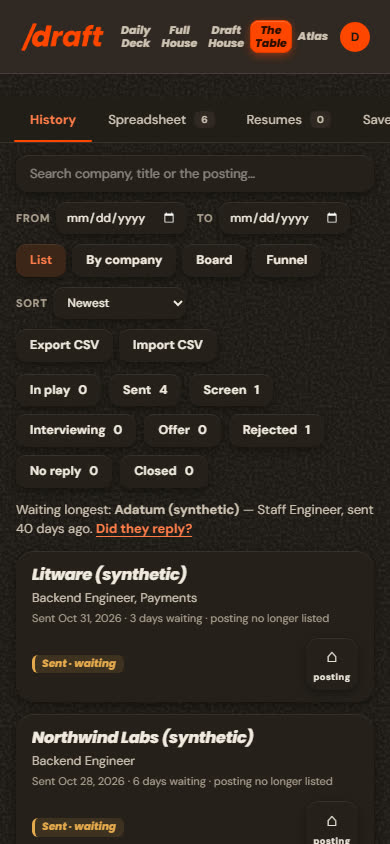 /draft
Daily Deck
Full House
Draft House
The Table
Atlas
D
History
Spreadsheet 6
Resumes 0
Save
Search company, title or the posting…
FROM mm/dd/yyyy TO mm/dd/yyyy
List By company Board Funnel
SORT Newest
Export CSV Import CSV
In play 0 Sent 4 Screen 1
Interviewing 0 Offer 0 Rejected 1
No reply 0 Closed 0
Waiting longest: Adatum (synthetic) — Staff Engineer, sent
40 days ago. Did they reply?
Litware (synthetic)
Backend Engineer, Payments
Sent Oct 31, 2026 · 3 days waiting · posting no longer listed
Sent · waiting
posting
Northwind Labs (synthetic)
Backend Engineer
Sent Oct 28, 2026 · 6 days waiting · posting no longer listed
Sent · waiting
posting